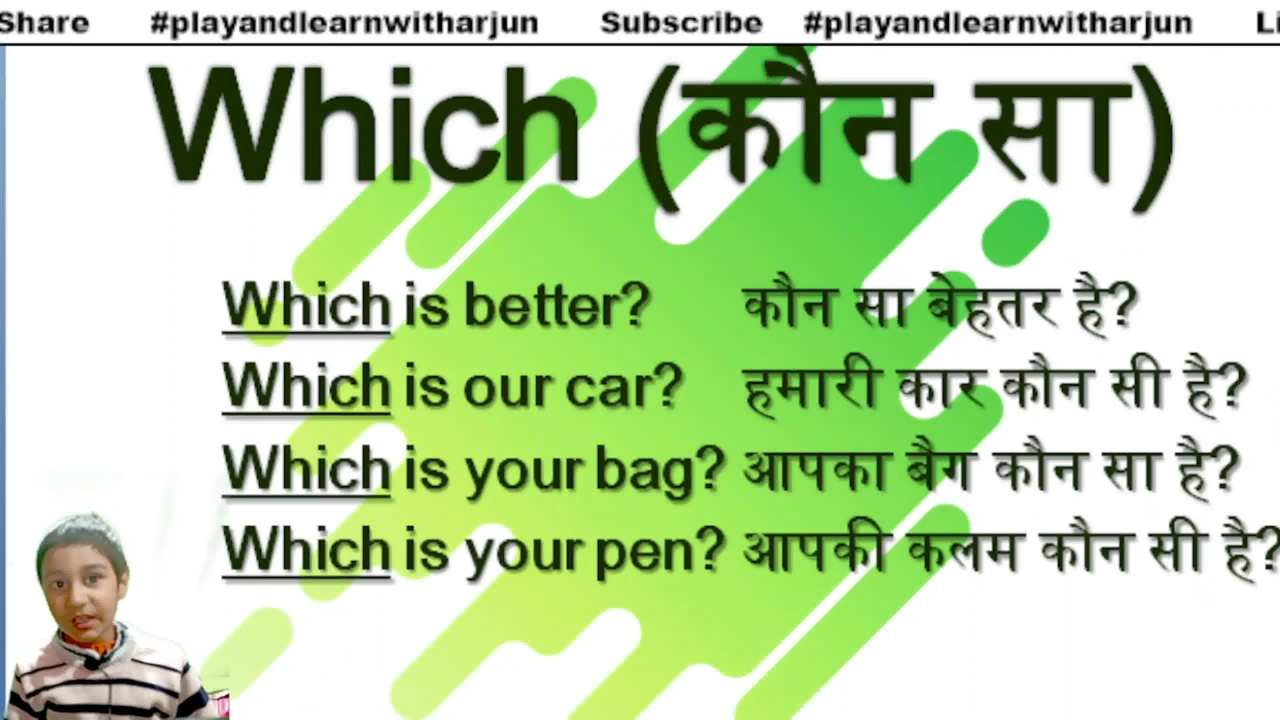 Share #playandlearnwitharjun Subscribe #playandlearnwitharjun
Which (कौन सा)
Which is better? कौन सा बेहतर है?
Which is our car? हमारी कार कौन सी है?
Which is your bag? आपका बैग कौन सा है?
Which is your pen? आपकी कलम कौन सी है?